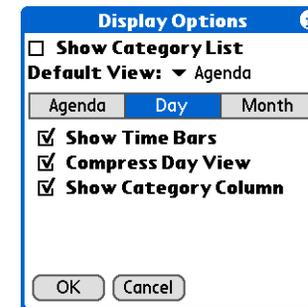 Display Options
Show Category List
Default View: Agenda
Agenda Day Month
Show Time Bars
Compress Day View
Show Category Column
OK Cancel